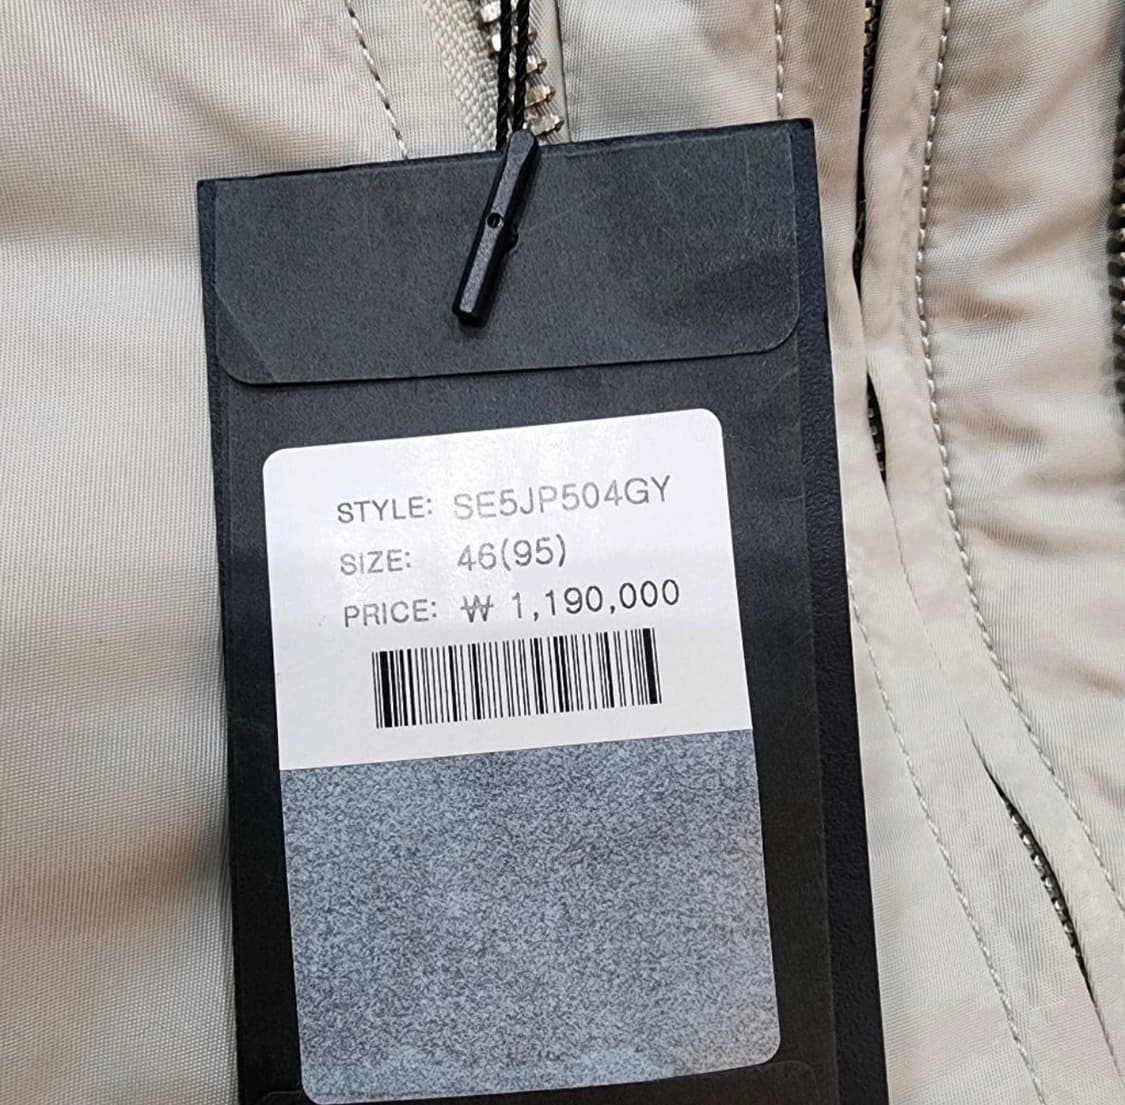 STYLE: SE5JP504GY
SIZE: 46(95)
PRICE: ₩ 1,190,000